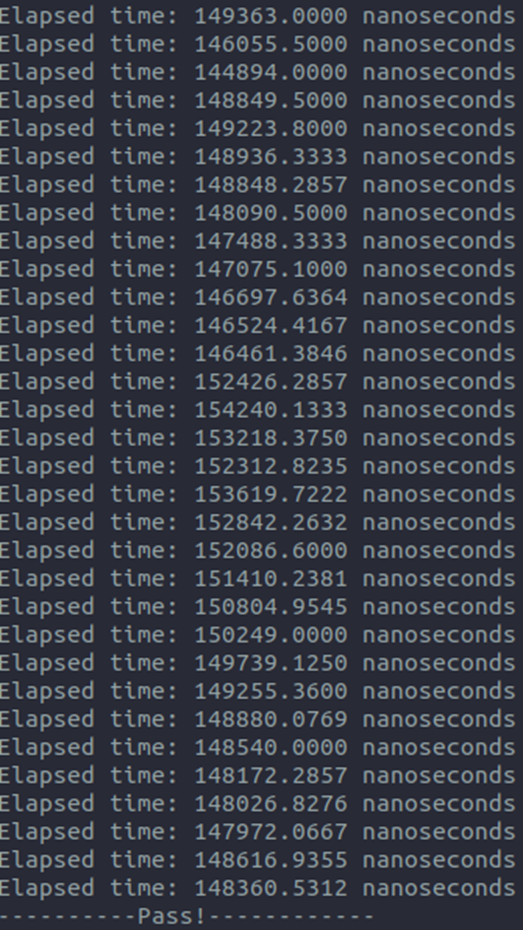 Elapsed time: 149363.0000 nanoseconds
Elapsed time: 146055.5000 nanoseconds
Elapsed time: 144894.0000 nanoseconds
Elapsed time: 148849.5000 nanoseconds
Elapsed time: 149223.8000 nanoseconds
Elapsed time: 148936.3333 nanoseconds
Elapsed time: 148848.2857 nanoseconds
Elapsed time: 148090.5000 nanoseconds
Elapsed time: 147488.3333 nanoseconds
Elapsed time: 147075.1000 nanoseconds
Elapsed time: 146697.6364 nanoseconds
Elapsed time: 146524.4167 nanoseconds
Elapsed time: 146461.3846 nanoseconds
Elapsed time: 152426.2857 nanoseconds
Elapsed time: 154240.1333 nanoseconds
Elapsed time: 153218.3750 nanoseconds
Elapsed time: 152312.8235 nanoseconds
Elapsed time: 153619.7222 nanoseconds
Elapsed time: 152842.2632 nanoseconds
Elapsed time: 152086.6000 nanoseconds
Elapsed time: 151410.2381 nanoseconds
Elapsed time: 150804.9545 nanoseconds
Elapsed time: 150249.0000 nanoseconds
Elapsed time: 149739.1250 nanoseconds
Elapsed time: 149255.3600 nanoseconds
Elapsed time: 148880.0769 nanoseconds
Elapsed time: 148540.0000 nanoseconds
Elapsed time: 148172.2857 nanoseconds
Elapsed time: 148026.8276 nanoseconds
Elapsed time: 147972.0667 nanoseconds
Elapsed time: 148616.9355 nanoseconds
Elapsed time: 148360.5312 nanoseconds
----------Pass!------------